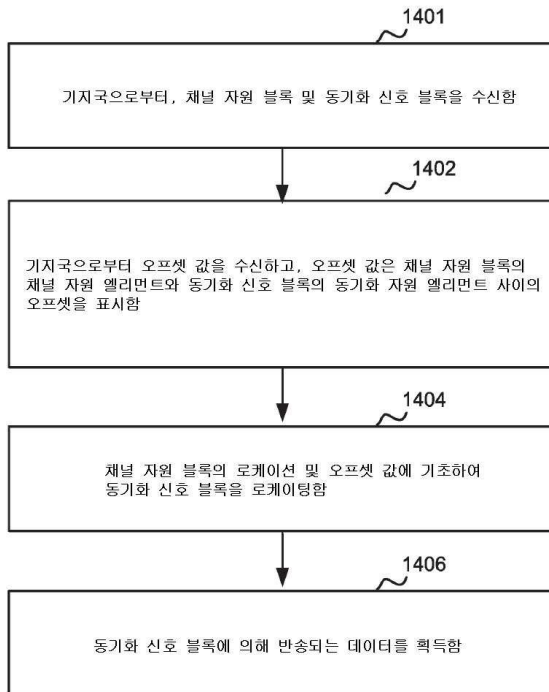 1401
기지국으로부터, 채널 자원 블록 및 동기화 신호 블록을 수신함
1402
기지국으로부터 오프셋 값을 수신하고, 오프셋 값은 채널 자원 블록의
채널 자원 엘리먼트와 동기화 신호 블록의 동기화 자원 엘리먼트 사이의
오프셋을 표시함
1404
채널 자원 블록의 로케이션 및 오프셋 값에 기초하여
동기화 신호 블록을 로케이팅함
1406
동기화 신호 블록에 의해 반송되는 데이터를 획득함